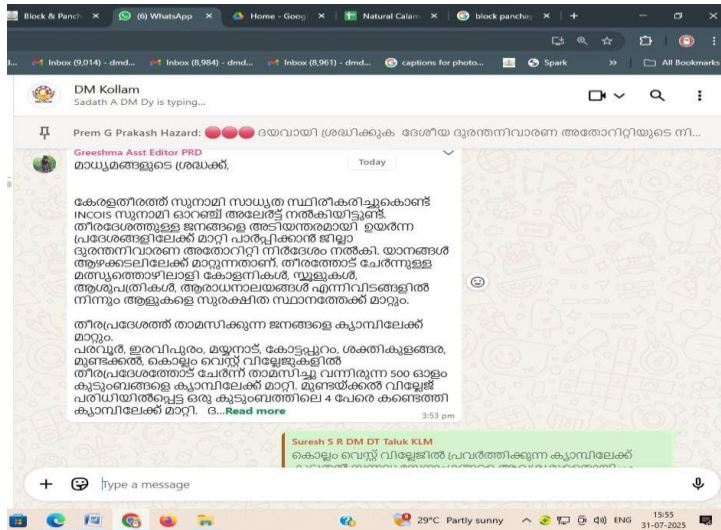 Block & Panch
(6) WhatsApp
Home - Goog
Natural Calam
block panchay
Inbox (9,014) - dmd...
Inbox (8,984) - dmd...
Inbox (8,961) - dmd...
captions for photo...
Spark
All Bookmarks
DM Kollam
Sadath A DM Dy is typing...
Prem G Prakash Hazard: 🔴🔴🔴 ദയവായി ശ്രദ്ധിക്കുക ദേശീയ ദുരന്തനിവാരണ അതോറിറ്റിയുടെ നി...
Greeshma Asst Editor PRD
Today
മാധ്യമങ്ങളുടെ ശ്രദ്ധക്ക്,
കേരളതീരത്ത് സുനാമി സാധ്യത സ്ഥിരീകരിച്ചുകൊണ്ട്
INCOIS സുനാമി ഓറഞ്ച് അലേർട്ട് നൽകിയിട്ടുണ്ട്.
തീരദേശത്തുള്ള ജനങ്ങളെ അടിയന്തരമായി ഉയർന്ന
പ്രദേശങ്ങളിലേക്ക് മാറ്റി പാർപ്പിക്കാൻ ജില്ലാ
ദുരന്തനിവാരണ അതോറിറ്റി നിർദേശം നൽകി. യാനങ്ങൾ
ആഴക്കടലിലേക്ക് മാറ്റുന്നതാണ്. തീരത്തോട് ചേർന്നുള്ള
മത്സ്യത്തൊഴിലാളി കോളനികൾ, സ്കൂളുകൾ,
ആശുപത്രികൾ, ആരാധനാലയങ്ങൾ എന്നിവിടങ്ങളിൽ
നിന്നും ആളുകളെ സുരക്ഷിത സ്ഥാനത്തേക്ക് മാറ്റും.
തീരപ്രദേശത്ത് താമസിക്കുന്ന ജനങ്ങളെ ക്യാമ്പിലേക്ക്
മാറ്റും.
പരവൂർ, ഇരവിപുരം, മയ്യനാട്, കോട്ടപ്പുറം, ശക്തികുളങ്ങര,
മുണ്ടക്കൽ, കൊല്ലം വെസ്റ്റ് വില്ലേജുകളിൽ
തീരപ്രദേശത്തോട് ചേർന്ന് താമസിച്ചു വന്നിരുന്ന 500 ഓളം
കുടുംബങ്ങളെ ക്യാമ്പിലേക്ക് മാറ്റി. മുണ്ടയ്ക്കൽ വില്ലേജ്
പരിധിയിൽപ്പെട്ട ഒരു കുടുംബത്തിലെ 4 പേരെ കണ്ടെത്തി
ക്യാമ്പിലേക്ക് മാറ്റി. ദ...Read more
3:53 pm
Suresh S R DM DT Taluk KLM
കൊല്ലം വെസ്റ്റ് വില്ലേജിൽ പ്രവർത്തിക്കുന്ന ക്യാമ്പിലേക്ക്
Type a message
29°C Partly sunny
ENG
15:55
31-07-2025